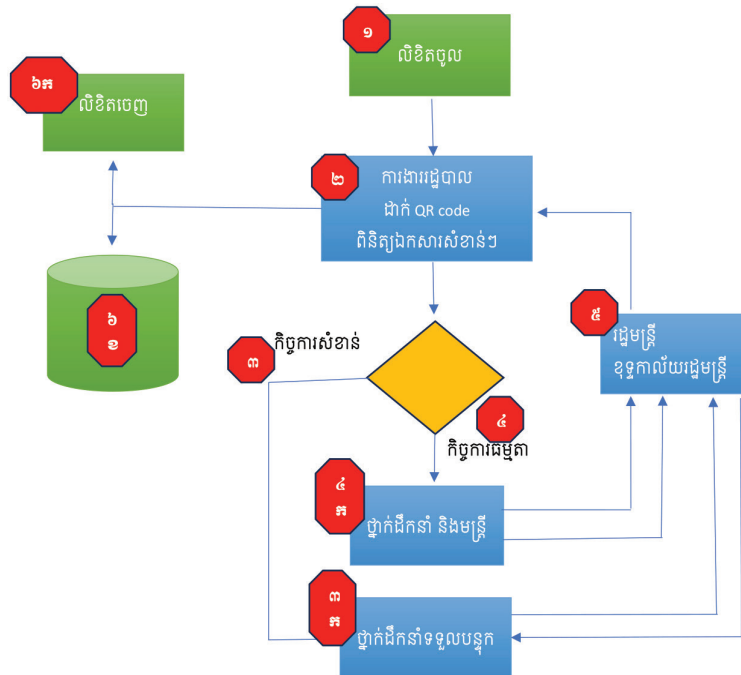 ១
លិខិតចូល
៦ក
លិខិតចេញ
២
ការងាររដ្ឋបាល
ដាក់ QR code
ពិនិត្យឯកសារសំខាន់ៗ
៦
ខ
៣
កិច្ចការសំខាន់
៥
រដ្ឋមន្ត្រី
ខុទ្ទកាល័យរដ្ឋមន្ត្រី
៤
កិច្ចការធម្មតា
៤
ក
ថ្នាក់ដឹកនាំ និងមន្ត្រី
៣
ក
ថ្នាក់ដឹកនាំទទួលបន្ទុក